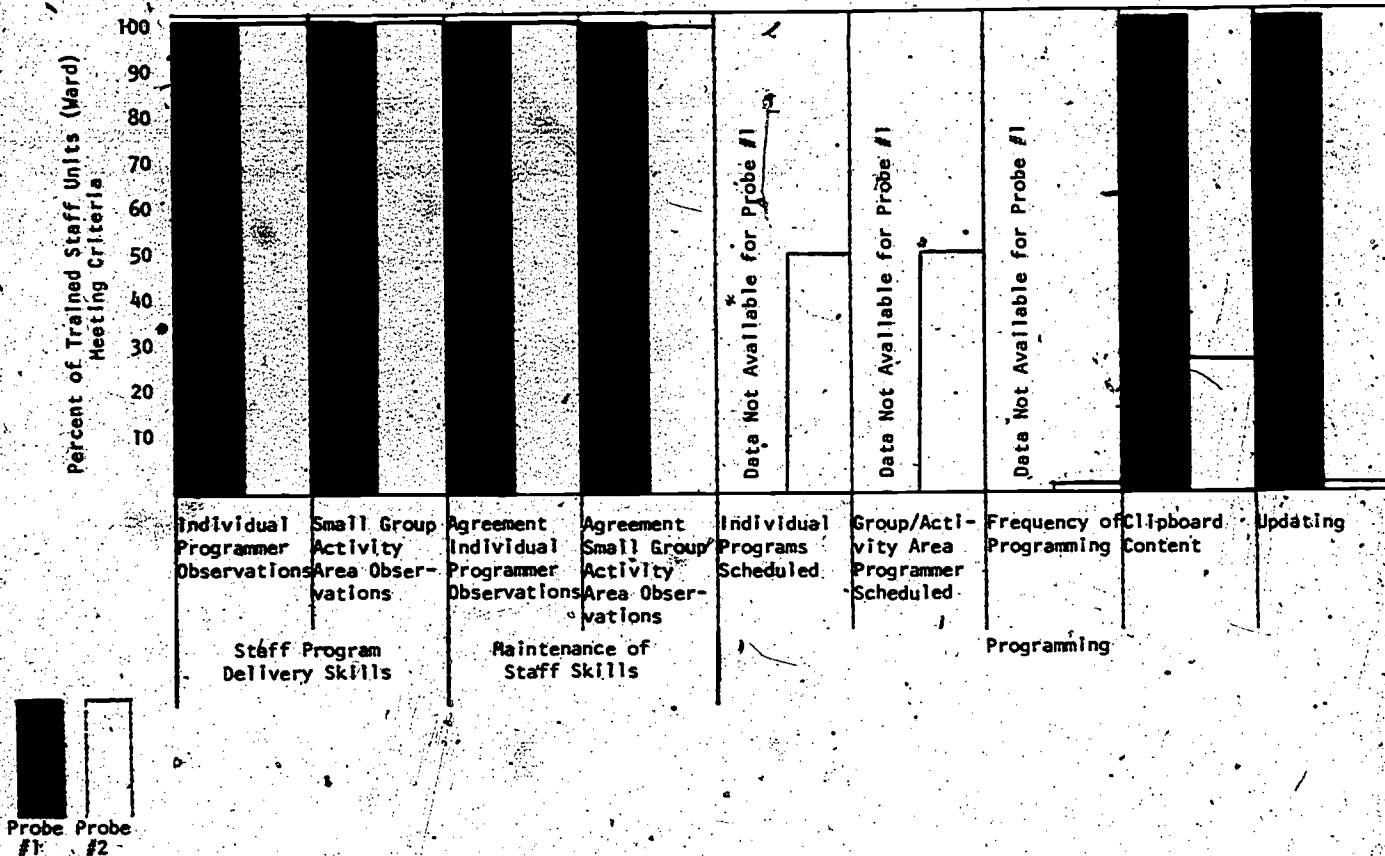 Percent of Trained Staff Units (Ward)
Meeting Criteria
100
90
80
70
60
50
40
30
20
10
Data Not Available for Probe #1
Data Not Available for Probe #1
Data Not Available for Probe #1
Individual
Programmer
Observations
Small Group
Activity
Area Obser-
vations
Agreement
Individual
Programmer
Observations
Agreement
Small Group
Activity
Area Obser-
vations
Individual
Programs
Scheduled
Group/Acti-
vity Area
Programmer
Scheduled
Frequency of
Programming
Clipboard
Content
Updating
Staff Program
Delivery Skills
Maintenance of
Staff Skills
Programming
Probe
#1
Probe
#2